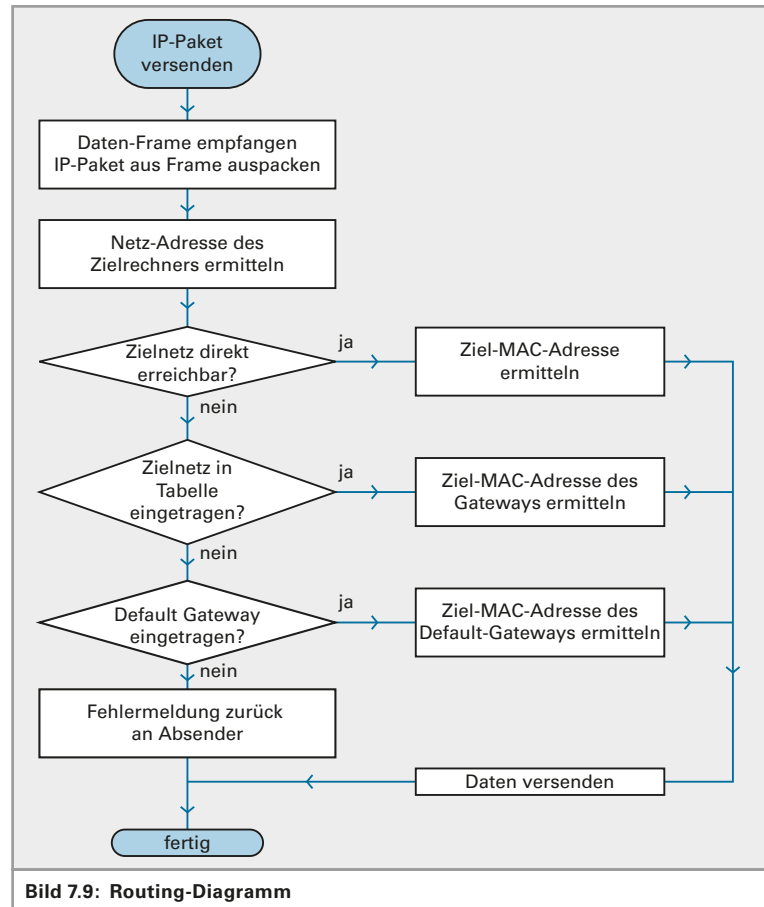 IP-Paket
versenden
Daten-Frame empfangen
IP-Paket aus Frame auspacken
Netz-Adresse des
Zielrechners ermitteln
Zielnetz direkt
erreichbar?
ja
Ziel-MAC-Adresse
ermitteln
nein
Zielnetz in
Tabelle
eingetragen?
ja
Ziel-MAC-Adresse des
Gateways ermitteln
nein
Default Gateway
eingetragen?
ja
Ziel-MAC-Adresse des
Default-Gateways ermitteln
nein
Fehlermeldung zurück
an Absender
Daten versenden
fertig
Bild 7.9: Routing-Diagramm